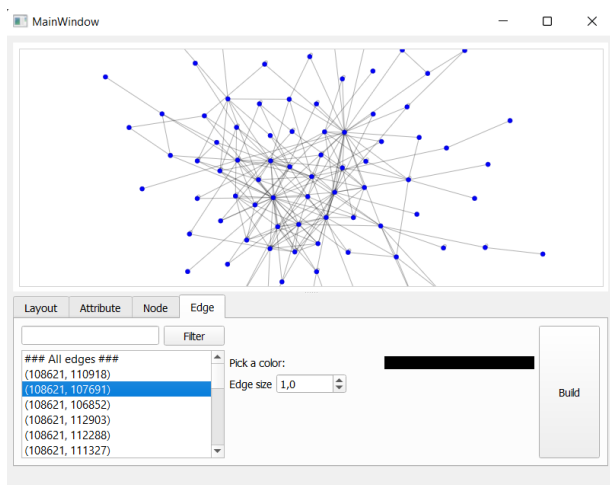 MainWindow
Layout Attribute Node Edge
Filter
### All edges ###
(108621, 110918)
(108621, 107691)
(108621, 106852)
(108621, 112903)
(108621, 112288)
(108621, 111327)
Pick a color:
Edge size 1,0
Build